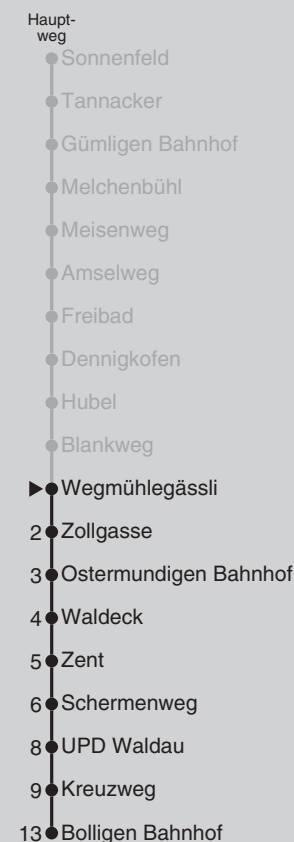 Haupt-
weg
Sonnenfeld
Tannacker
Gümligen Bahnhof
Melchenbühl
Meisenweg
Amselweg
Freibad
Dennigkofen
Hubel
Blankweg
Wegmühlegässli
2 Zollgasse
3 Ostermundigen Bahnhof
4 Waldeck
5 Zent
6 Schermenweg
8 UPD Waldau
9 Kreuzweg
13 Bolligen Bahnhof